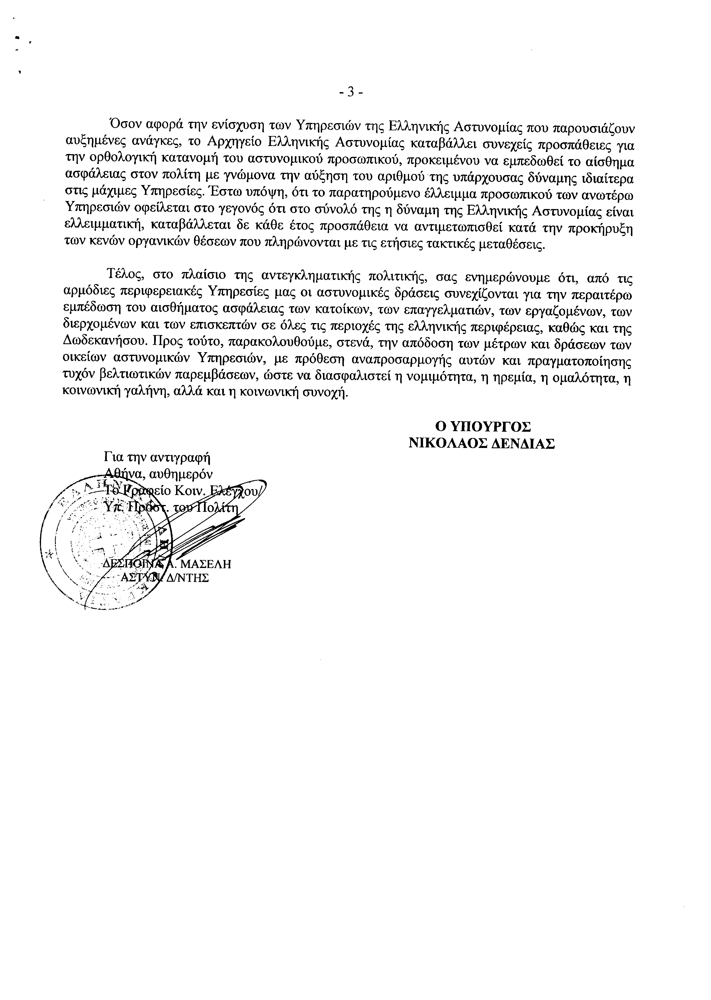 - 3 -
Όσον αφορά την ενίσχυση των Υπηρεσιών της Ελληνικής Αστυνομίας που παρουσιάζουν
αυξημένες ανάγκες, το Αρχηγείο Ελληνικής Αστυνομίας καταβάλλει συνεχείς προσπάθειες για
την ορθολογική κατανομή του αστυνομικού προσωπικού, προκειμένου να εμπεδωθεί το αίσθημα
ασφάλειας στον πολίτη με γνώμονα την αύξηση του αριθμού της υπάρχουσας δύναμης ιδιαίτερα
στις μάχιμες Υπηρεσίες. Έστω υπόψη, ότι το παρατηρούμενο έλλειμμα προσωπικού των ανωτέρω
Υπηρεσιών οφείλεται στο γεγονός ότι στο σύνολό της η δύναμη της Ελληνικής Αστυνομίας είναι
ελλειμματική, καταβάλλεται δε κάθε έτος προσπάθεια να αντιμετωπισθεί κατά την προκήρυξη
των κενών οργανικών θέσεων που πληρώνονται με τις ετήσιες τακτικές μεταθέσεις.
Τέλος, στο πλαίσιο της αντεγκληματικής πολιτικής, σας ενημερώνουμε ότι, από τις
αρμόδιες περιφερειακές Υπηρεσίες μας οι αστυνομικές δράσεις συνεχίζονται για την περαιτέρω
εμπέδωση του αισθήματος ασφάλειας των κατοίκων, των επαγγελματιών, των εργαζομένων, των
διερχομένων και των επισκεπτών σε όλες τις περιοχές της ελληνικής περιφέρειας, καθώς και της
Δωδεκανήσου. Προς τούτο, παρακολουθούμε, στενά, την απόδοση των μέτρων και δράσεων των
οικείων αστυνομικών Υπηρεσιών, με πρόθεση αναπροσαρμογής αυτών και πραγματοποίησης
τυχόν βελτιωτικών παρεμβάσεων, ώστε να διασφαλιστεί η νομιμότητα, η ηρεμία, η ομαλότητα, η
κοινωνική γαλήνη, αλλά και η κοινωνική συνοχή.
Ο ΥΠΟΥΡΓΟΣ
ΝΙΚΟΛΑΟΣ ΔΕΝΔΙΑΣ
Για την αντιγραφή
Αθήνα, αυθημερόν
Το Γραφείο Κοιν. Ελέγχου/
Υπ. Προστ. του Πολίτη
ΔΕΣΠΟΙΝΑ Α. ΜΑΣΕΛΗ
ΑΣΤΥΝ. Δ/ΝΤΗΣ